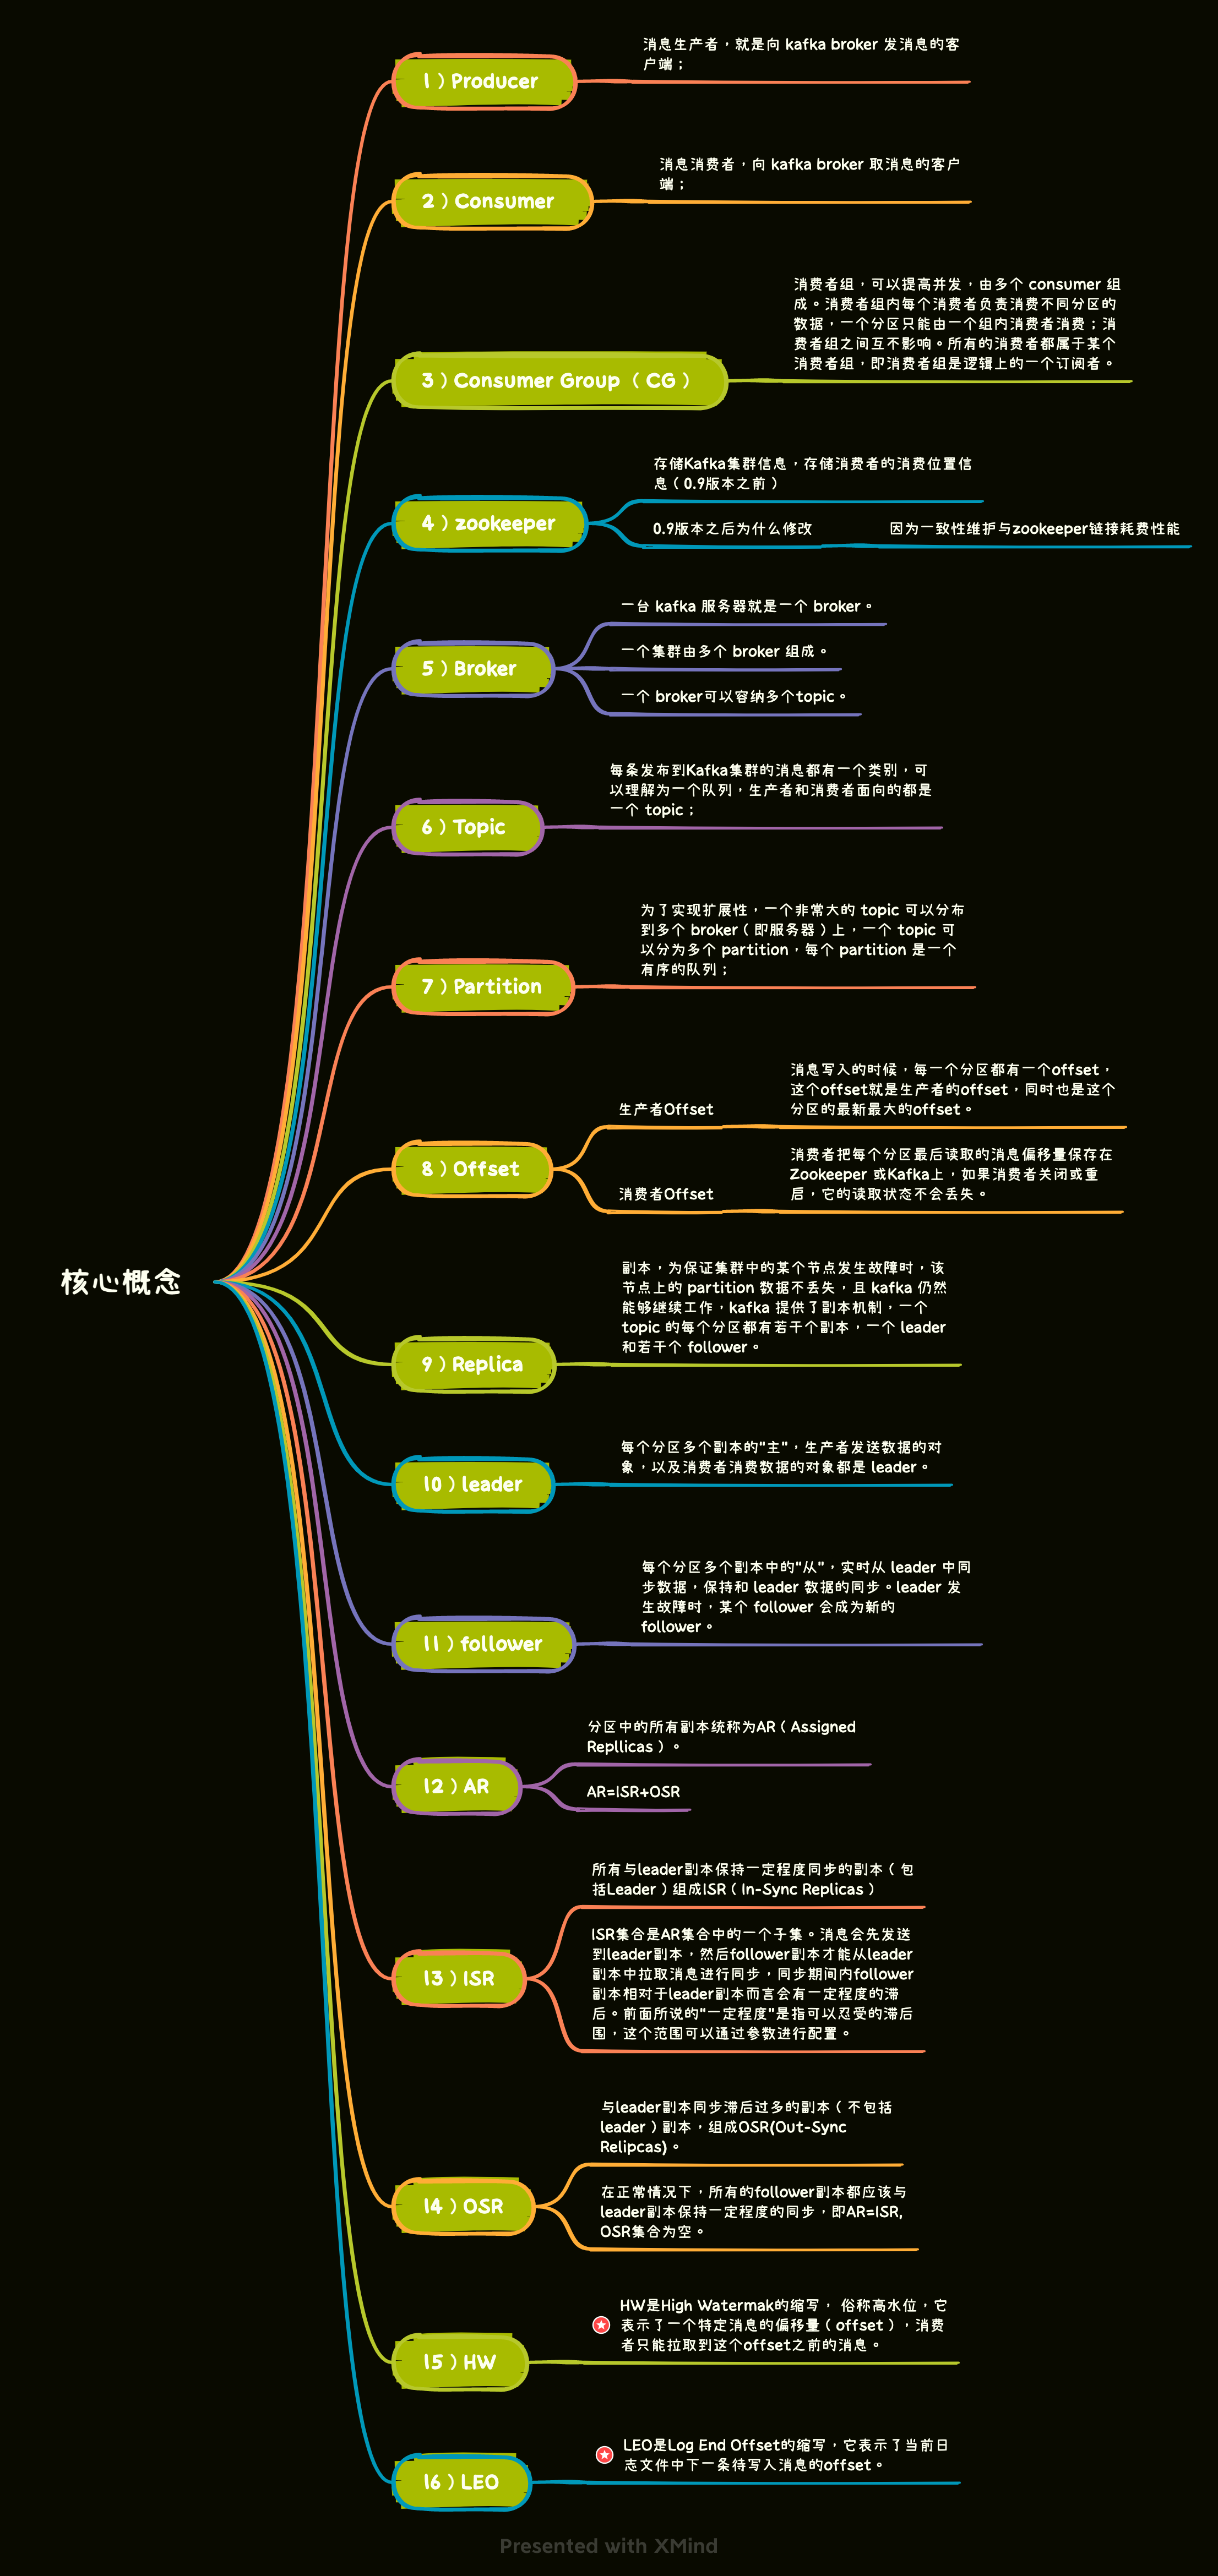 核心概念
1）Producer
消息生产者，就是向 kafka broker 发消息的客
户端；
2）Consumer
消息消费者，向 kafka broker 取消息的客户
端；
3）Consumer Group （CG）
消费者组，可以提高并发，由多个 consumer 组
成。消费者组内每个消费者负责消费不同分区的
数据，一个分区只能由一个组内消费者消费；消
费者组之间互不影响。所有的消费者都属于某个
消费者组，即消费者组是逻辑上的一个订阅者。
4）zookeeper
存储Kafka集群信息，存储消费者的消费位置信
息（0.9版本之前）
0.9版本之后为什么修改
因为一致性维护与zookeeper链接耗费性能
5）Broker
一台 kafka 服务器就是一个 broker。
一个集群由多个 broker 组成。
一个 broker可以容纳多个topic。
6）Topic
每条发布到Kafka集群的消息都有一个类别，可
以理解为一个队列，生产者和消费者面向的都是
一个 topic；
7）Partition
为了实现扩展性，一个非常大的 topic 可以分布
到多个 broker（即服务器）上，一个 topic 可
以分为多个 partition，每个 partition 是一个
有序的队列；
8）Offset
生产者Offset
消息写入的时候，每一个分区都有一个offset，
这个offset就是生产者的offset，同时也是这个
分区的最新最大的offset。
消费者Offset
消费者把每个分区最后读取的消息偏移量保存在
Zookeeper 或Kafka上，如果消费者关闭或重
启，它的读取状态不会丢失。
9）Replica
副本，为保证集群中的某个节点发生故障时，该
节点上的 partition 数据不丢失，且 kafka 仍然
能够继续工作，kafka 提供了副本机制，一个
topic 的每个分区都有若干个副本，一个 leader
和若干个 follower。
10）leader
每个分区多个副本的"主"，生产者发送数据的对
象，以及消费者消费数据的对象都是 leader。
11）follower
每个分区多个副本中的"从"，实时从 leader 中同
步数据，保持和 leader 数据的同步。leader 发
生故障时，某个 follower 会成为新的
follower。
12）AR
分区中的所有副本统称为AR（Assigned
Repllicas）。
AR=ISR+OSR
13）ISR
所有与leader副本保持一定程度同步的副本（包
括Leader）组成ISR（In-Sync Replicas）
ISR集合是AR集合中的一个子集。消息会先发送
到leader副本，然后follower副本才能从leader
副本中拉取消息进行同步，同步期间内follower
副本相对于leader副本而言会有一定程度的滞
后。前面所说的"一定程度"是指可以忍受的滞后
围，这个范围可以通过参数进行配置。
14）OSR
与leader副本同步滞后过多的副本（不包括
leader）副本，组成OSR(Out-Sync
Relipcas)。
在正常情况下，所有的follower副本都应该与
leader副本保持一定程度的同步，即AR=ISR,
OSR集合为空。
15）HW
HW是High Watermak的缩写， 俗称高水位，它
表示了一个特定消息的偏移量（offset），消费
者只能拉取到这个offset之前的消息。
16）LEO
LEO是Log End Offset的缩写，它表示了当前日
志文件中下一条待写入消息的offset。
Presented with XMind